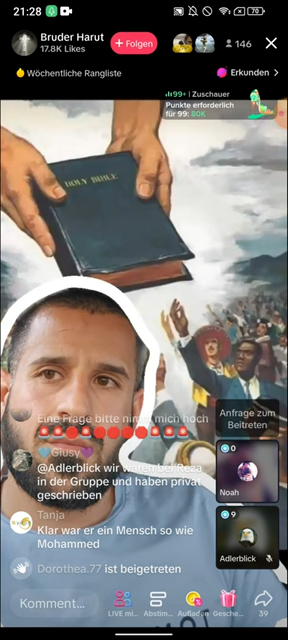 21:28
70
Bruder Harut
17.8K Likes
+ Folgen
146
Wöchentliche Rangliste
Erkunden >
99+ | Zuschauer
Punkte erforderlich
für 99: 80K
HOLY BIBLE
Eine Frage bitte nimm mich hoch
Anfrage zum
Beitreten
Glusy
@Adlerblick wir waren bei Reza
in der Gruppe und haben privat
geschrieben
0
Noah
Tanja
Klar war er ein Mensch so wie
Mohammed
9
Adlerblick
Dorothea.77 ist beigetreten
Komment...
LIVE mi...
Abstim...
Aufladen
Gesche...
39